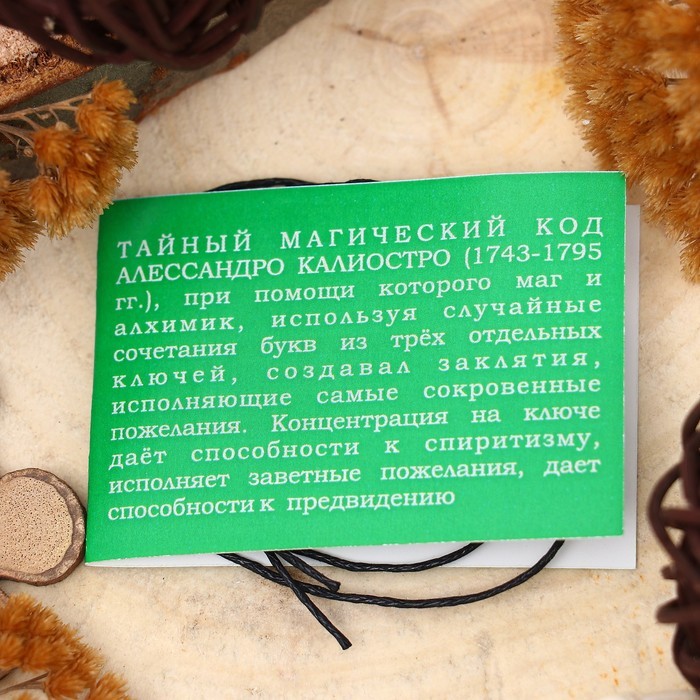 ТАЙНЫЙ МАГИЧЕСКИЙ КОД
АЛЕССАНДРО КАЛИОСТРО (1743-1795
гг.), при помощи которого маг и
алхимик, используя случайные
сочетания букв из трёх отдельных
ключей, создавал заклятия,
исполняющие самые сокровенные
пожелания. Концентрация на ключе
даёт способности к спиритизму,
исполняет заветные пожелания, дает
способности к предвидению